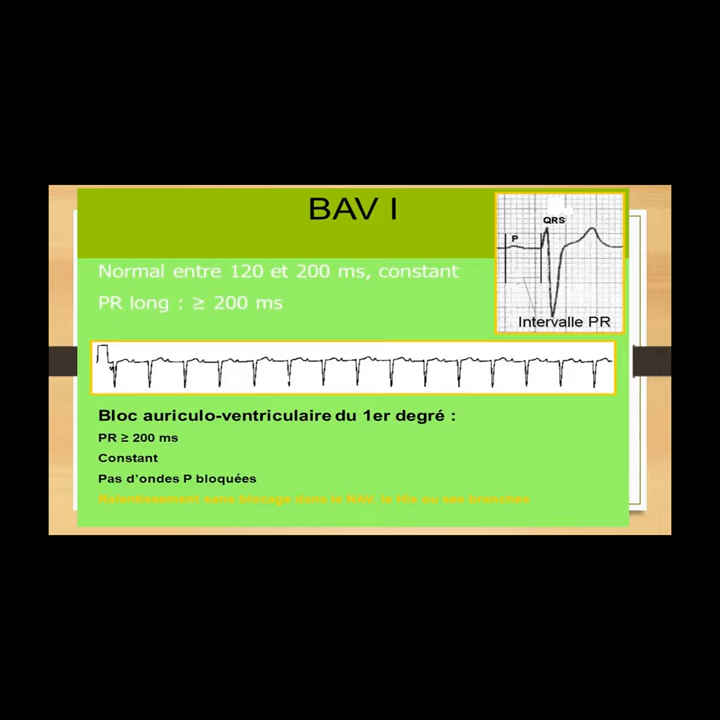 BAV I
QRS
P
Intervalle PR
Normal entre 120 et 200 ms, constant
PR long : ≥ 200 ms
Bloc auriculo-ventriculaire du 1er degré :
PR ≥ 200 ms
Constant
Pas d'ondes P bloquées
Ralentissement sans blocage dans le NAV, le His ou ses branches